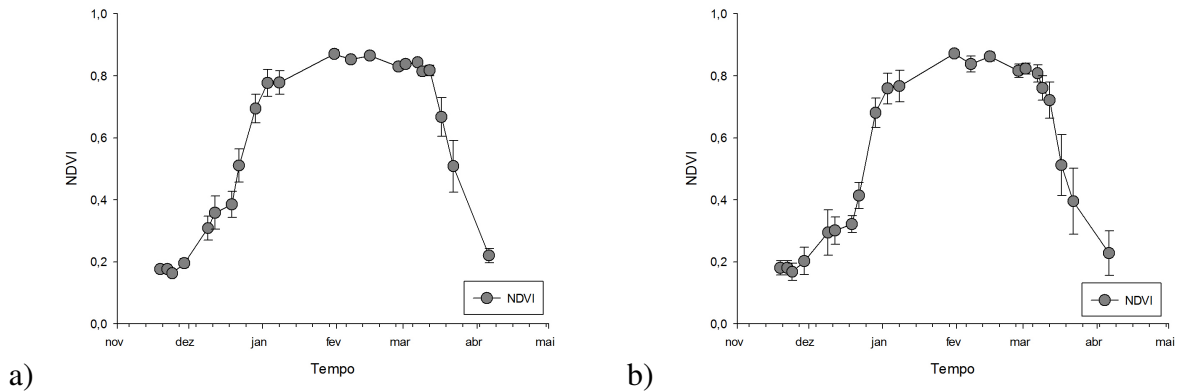 1,0
0,8
0,6
0,4
0,2
0,0
NDVI
nov dez jan fev mar abr mai
Tempo
NDVI
a)
1,0
0,8
0,6
0,4
0,2
0,0
NDVI
nov dez jan fev mar abr mai
Tempo
NDVI
b)